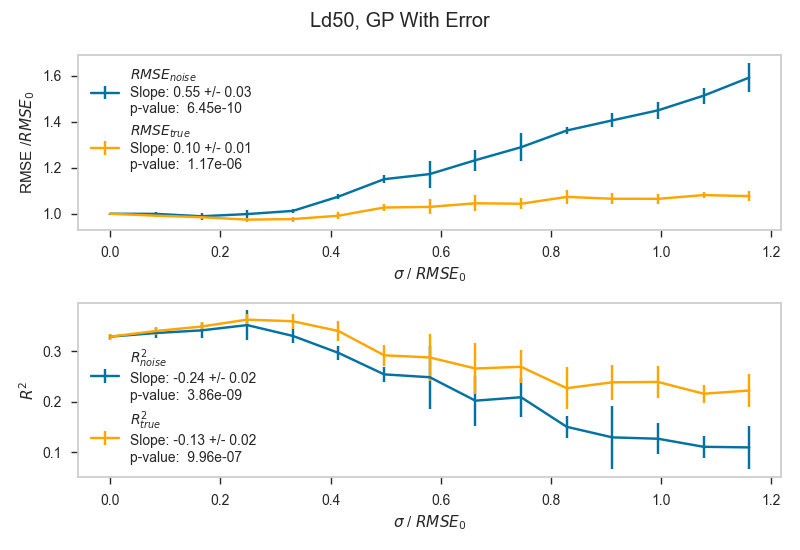 Ld50, GP With Error
RMSE /RMSE₀
1.6
1.4
1.2
1.0
RMSE_noise
Slope: 0.55 +/- 0.03
p-value: 6.45e-10
RMSE_true
Slope: 0.10 +/- 0.01
p-value: 1.17e-06
0.0 0.2 0.4 0.6 0.8 1.0 1.2
σ / RMSE₀
R²
0.3
0.2
0.1
R²_noise
Slope: -0.24 +/- 0.02
p-value: 3.86e-09
R²_true
Slope: -0.13 +/- 0.02
p-value: 9.96e-07
0.0 0.2 0.4 0.6 0.8 1.0 1.2
σ / RMSE₀